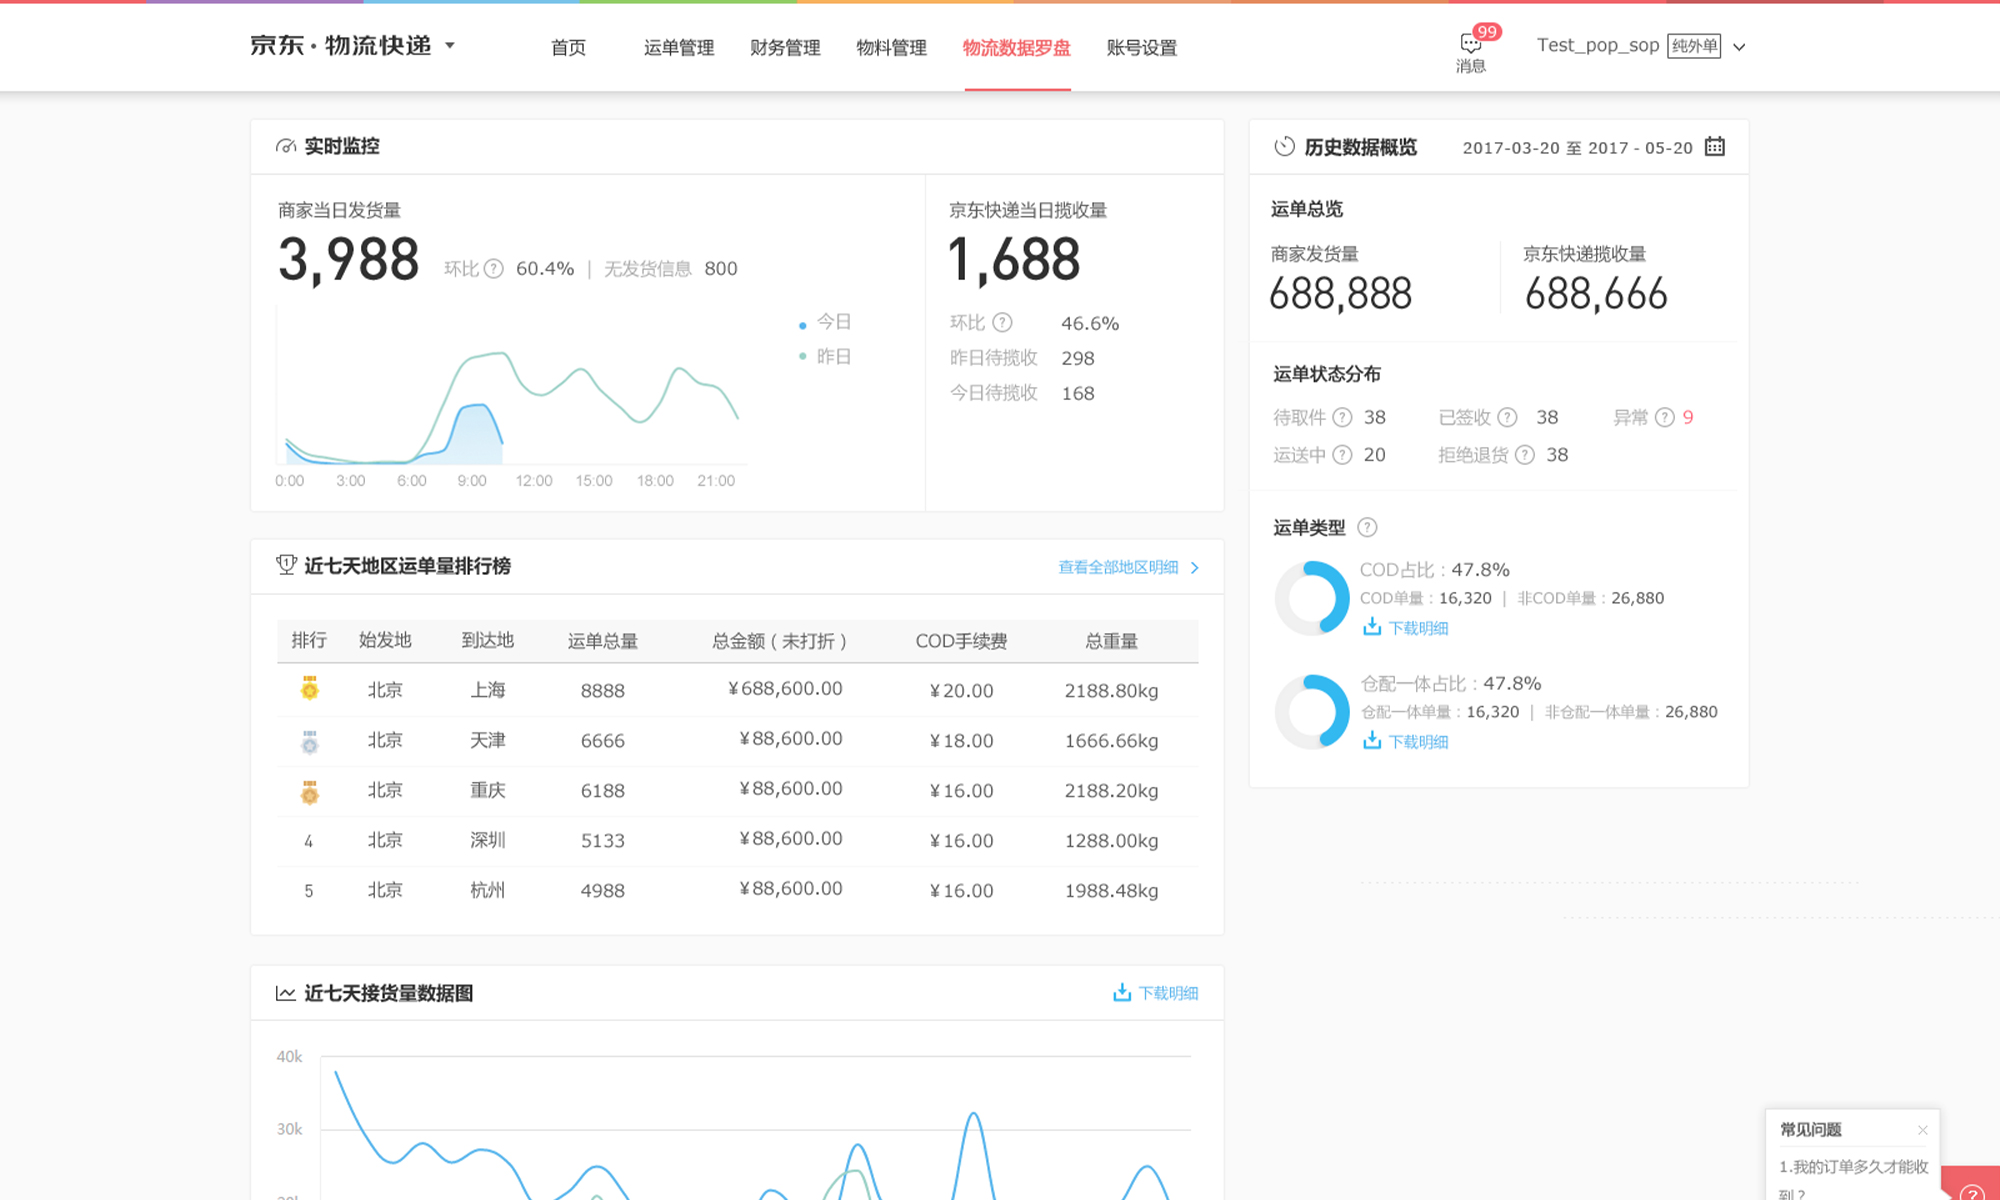 京东·物流快递
首页
运单管理
财务管理
物料管理
物流数据罗盘
账号设置
99
消息
Test_pop_sop 纯外单
实时监控
商家当日发货量
3,988
环比 ? 60.4% | 无发货信息 800
今日
昨日
0:00 3:00 6:00 9:00 12:00 15:00 18:00 21:00
京东快递当日揽收量
1,688
环比 ? 46.6%
昨日待揽收 298
今日待揽收 168
历史数据概览 2017-03-20 至 2017 - 05-20
运单总览
商家发货量 京东快递揽收量
688,888 688,666
运单状态分布
待取件 ? 38 已签收 ? 38 异常 ? 9
运送中 ? 20 拒绝退货 ? 38
运单类型 ?
COD占比：47.8%
COD单量：16,320 | 非COD单量：26,880
下载明细
仓配一体占比：47.8%
仓配一体单量：16,320 | 非仓配一体单量：26,880
下载明细
1 近七天地区运单量排行榜 查看全部地区明细
排行 始发地 到达地 运单总量 总金额（未打折） COD手续费 总重量
北京 上海 8888 ¥688,600.00 ¥20.00 2188.80kg
北京 天津 6666 ¥88,600.00 ¥18.00 1666.66kg
北京 重庆 6188 ¥88,600.00 ¥16.00 2188.20kg
4 北京 深圳 5133 ¥88,600.00 ¥16.00 1288.00kg
5 北京 杭州 4988 ¥88,600.00 ¥16.00 1988.48kg
近七天接货量数据图 下载明细
40k
30k
常见问题
1.我的订单多久才能收
到？
?